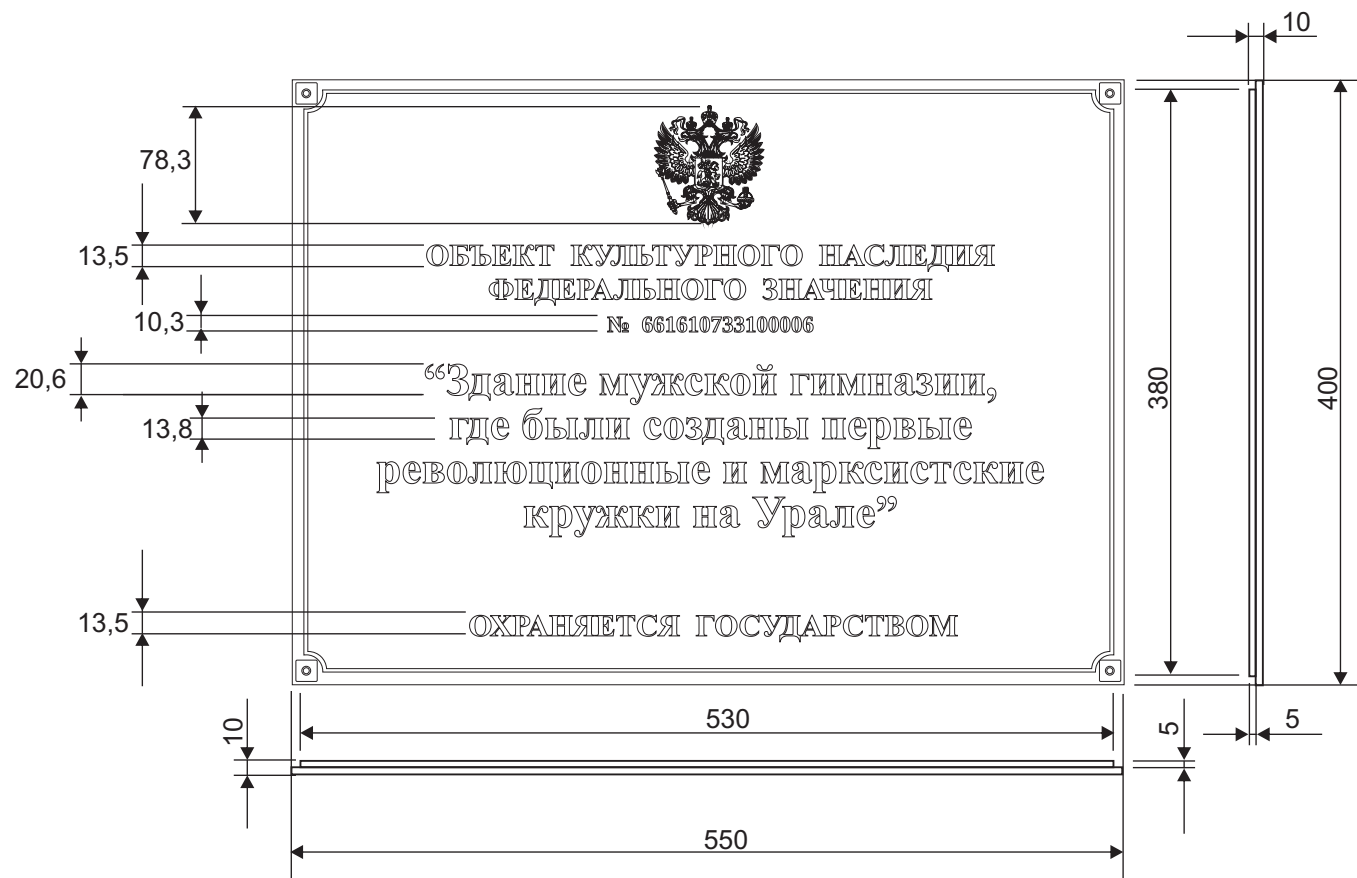 10
78,3
13,5
ОБЪЕКТ КУЛЬТУРНОГО НАСЛЕДИЯ
ФЕДЕРАЛЬНОГО ЗНАЧЕНИЯ
10,3
№ 661610733100006
20,6
“Здание мужской гимназии,
13,8
где были созданы первые
революционные и марксистские
кружки на Урале”
380
400
13,5
ОХРАНЯЕТСЯ ГОСУДАРСТВОМ
10
530
5
5
550